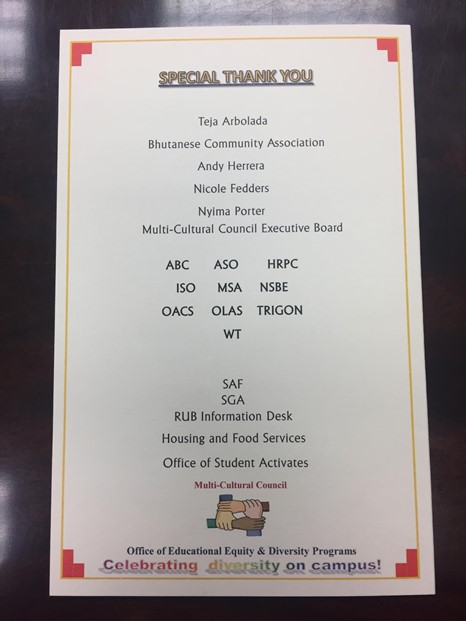 SPECIAL THANK YOU
Teja Arbolada
Bhutanese Community Association
Andy Herrera
Nicole Fedders
Nyima Porter
Multi-Cultural Council Executive Board
ABC ASO HRPC
ISO MSA NSBE
OACS OLAS TRIGON
WT
SAF
SGA
RUB Information Desk
Housing and Food Services
Office of Student Activates
Multi-Cultural Council
Office of Educational Equity & Diversity Programs
Celebrating diversity on campus!